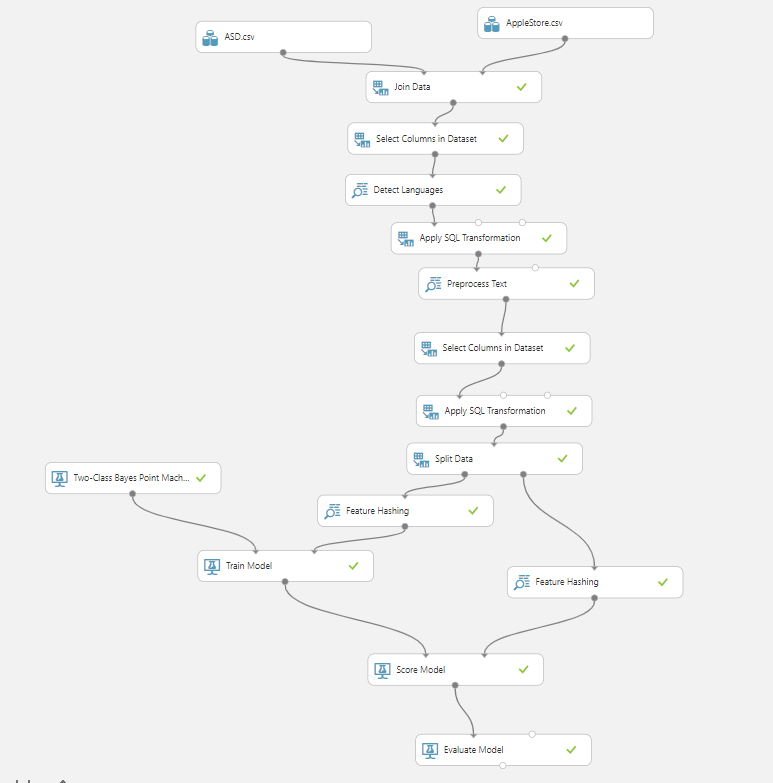 ASD.csv
AppleStore.csv
Join Data
Select Columns in Dataset
Detect Languages
Apply SQL Transformation
Preprocess Text
Select Columns in Dataset
Apply SQL Transformation
Split Data
Two-Class Bayes Point Mach...
Feature Hashing
Train Model
Feature Hashing
Score Model
Evaluate Model